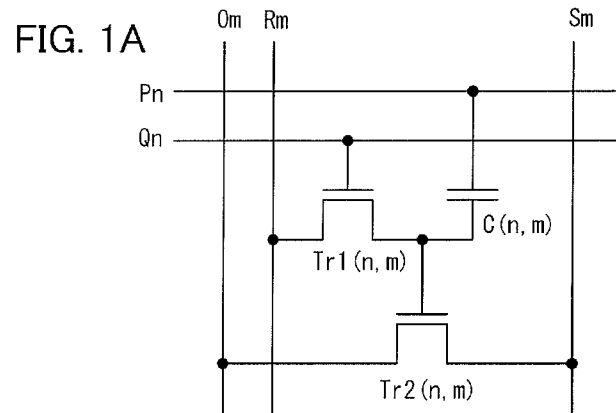 FIG. 1A
Om Rm Sm
Pn
Qn
C(n,m)
Tr1(n,m)
Tr2(n,m)